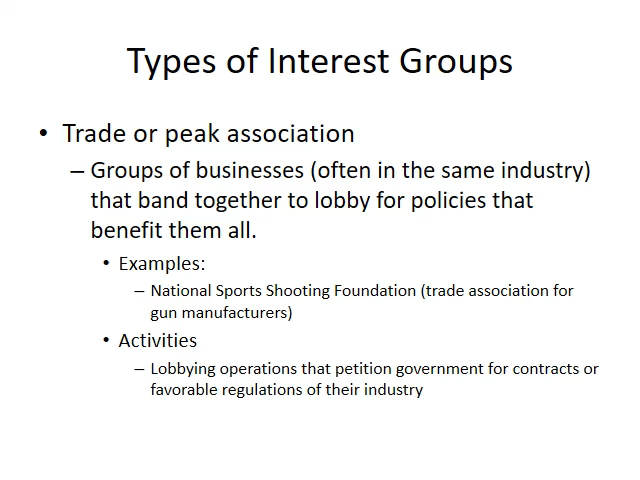 Types of Interest Groups
• Trade or peak association
– Groups of businesses (often in the same industry)
that band together to lobby for policies that
benefit them all.
• Examples:
– National Sports Shooting Foundation (trade association for
gun manufacturers)
• Activities
– Lobbying operations that petition government for contracts or
favorable regulations of their industry